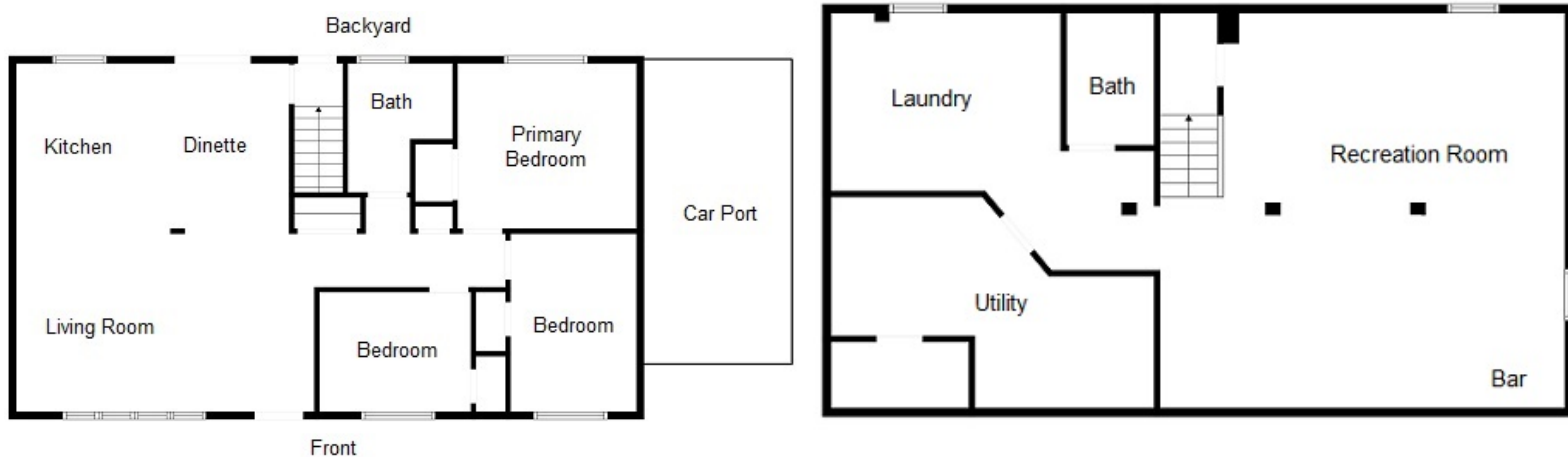 Backyard
Kitchen
Dinette
Bath
Primary
Bedroom
Car Port
Living Room
Bedroom
Bedroom
Front
Laundry
Bath
Recreation Room
Utility
Bar